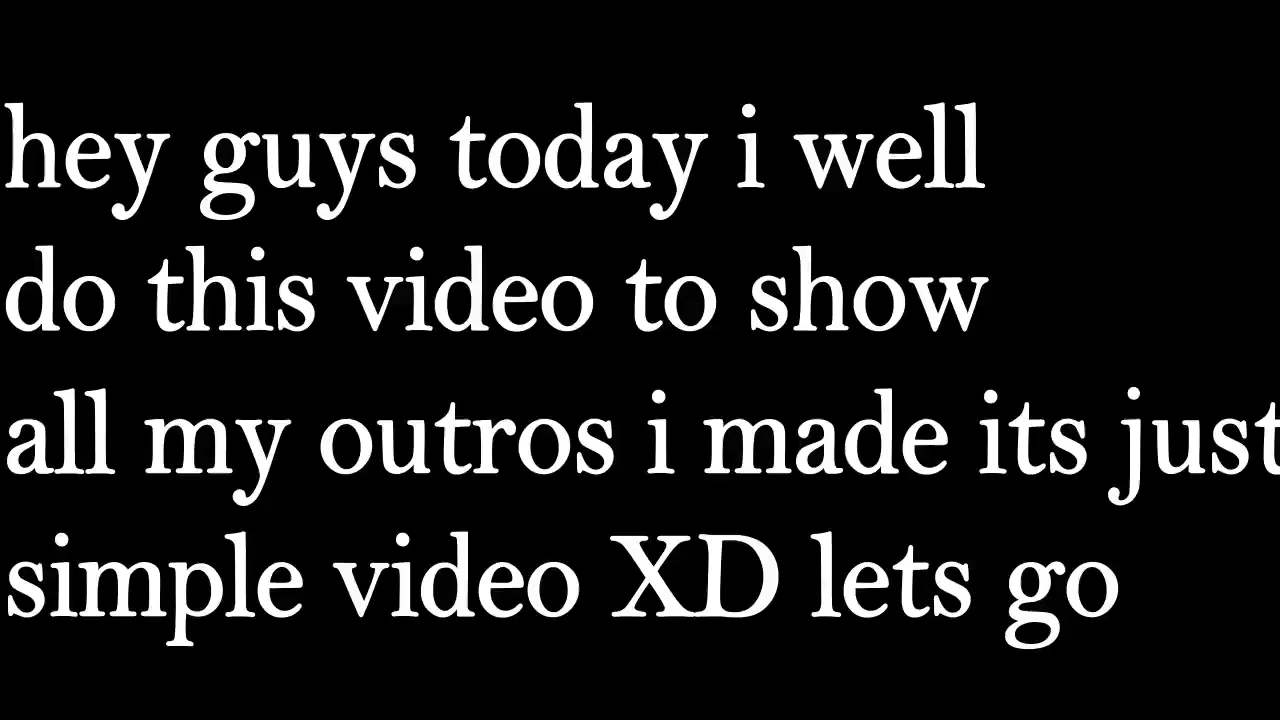 hey guys today i well
do this video to show
all my outros i made its just
simple video XD lets go